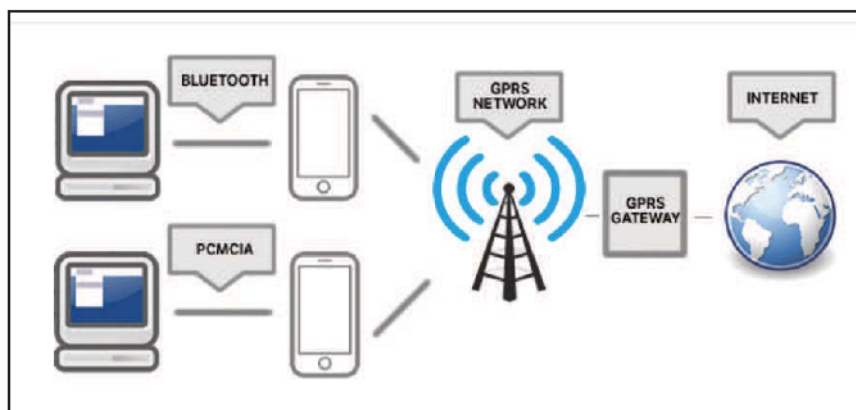 BLUETOOTH
GPRS
NETWORK
INTERNET
GPRS
GATEWAY
PCMCIA